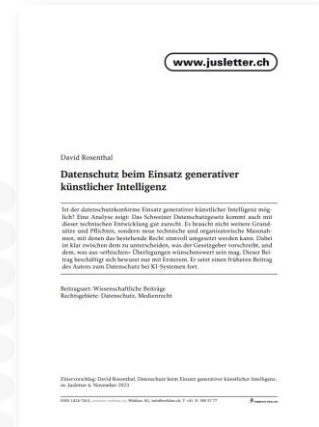 www.jusletter.ch
David Rosenthal
Datenschutz beim Einsatz generativer
künstlicher Intelligenz
Ist der datenschutzkonforme Einsatz generativer künstlicher Intelligenz mög-
lich? Eine Analyse zeigt: Das Schweizer Datenschutzgesetz kommt auch mit
dieser technischen Entwicklung gut zurecht. Es braucht nicht weitere Grund-
sätze und Pflichten, sondern neue technische und organisatorische Massnah-
men, mit denen das bestehende Recht sinnvoll umgesetzt werden kann. Dabei
ist klar zwischen dem zu unterscheiden, was der Gesetzgeber vorschreibt, und
dem, was aus «ethischen» Überlegungen wünschenswert sein mag. Dieser Bei-
trag beschäftigt sich bewusst nur mit Ersterem. Er setzt einen früheren Beitrag
des Autors zum Datenschutz bei KI-Systemen fort.
Beitragsart: Wissenschaftliche Beiträge
Rechtsgebiete: Datenschutz, Medienrecht
Zitiervorschlag: David Rosenthal, Datenschutz beim Einsatz generativer künstlicher Intelligenz,
in: Jusletter 6. November 2023